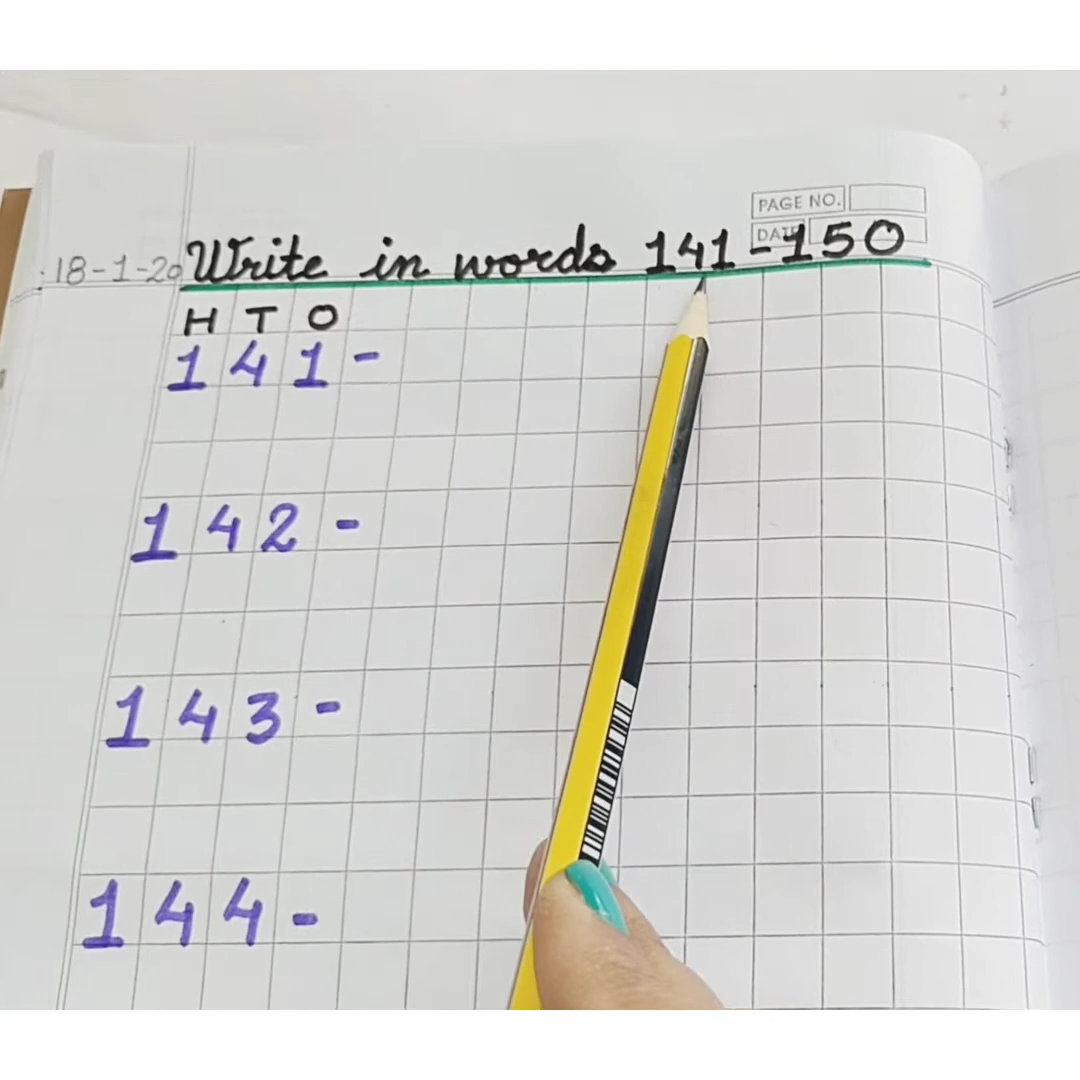 PAGE NO.
DATE
18-1-20 Write in words 141-150
H T O
141-
142-
143-
144-